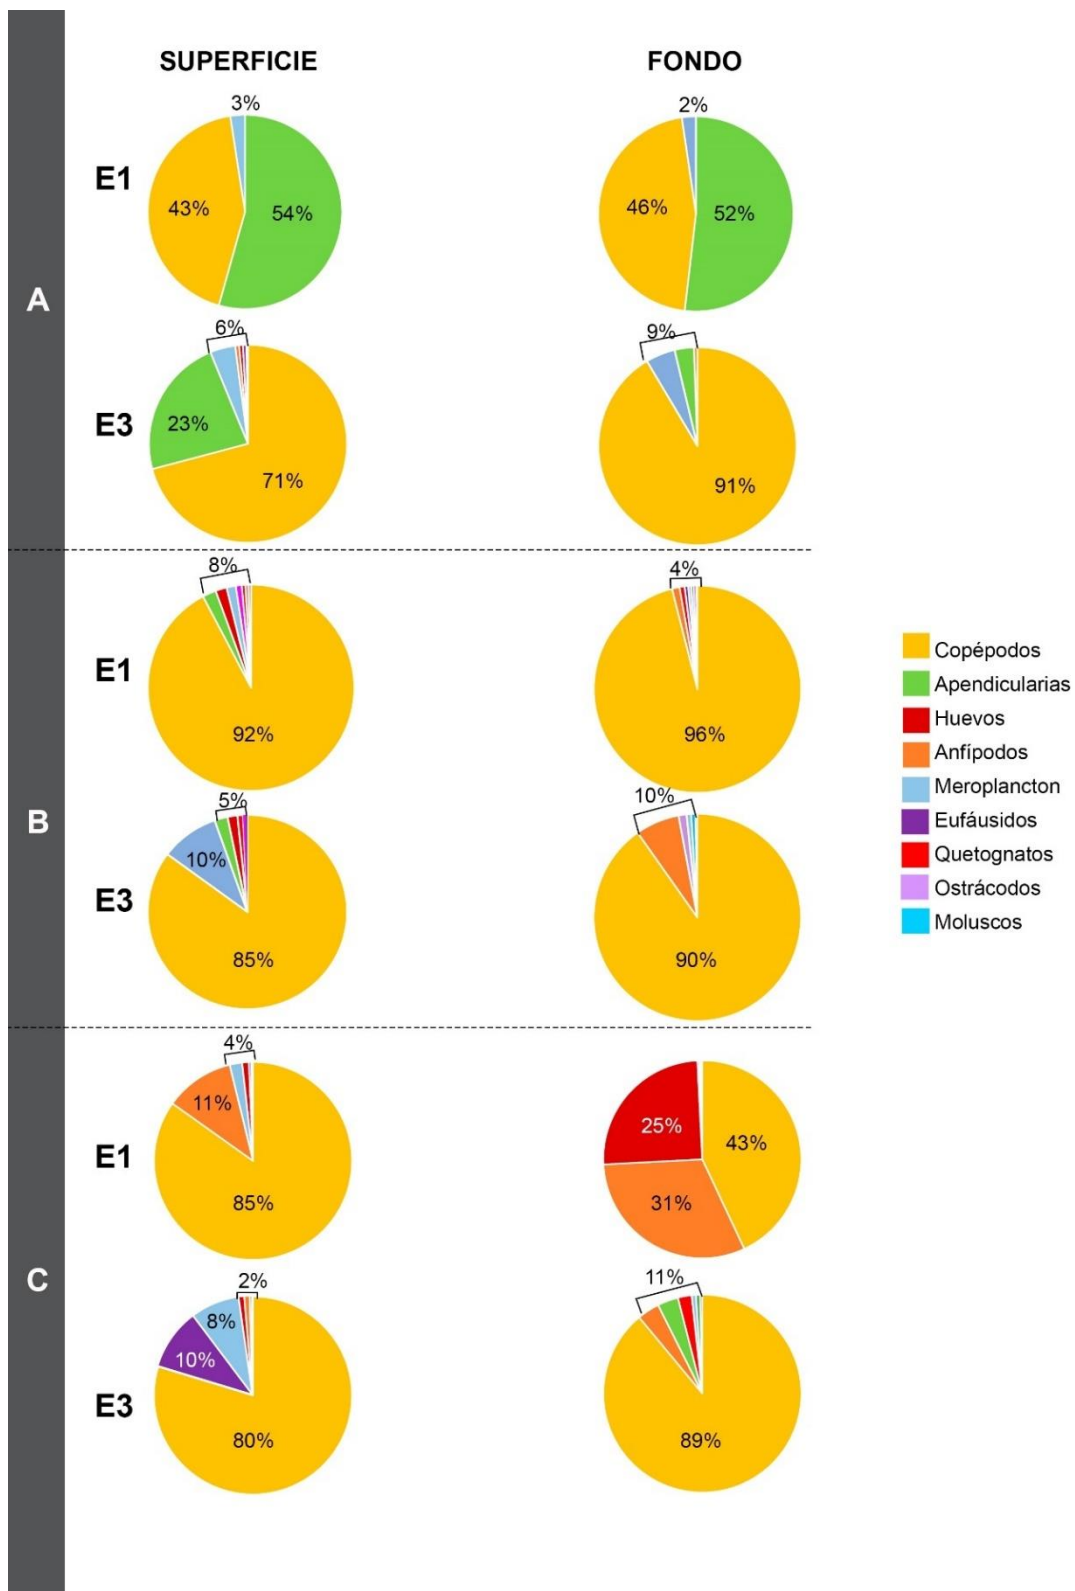 SUPERFICIE
FONDO
3%
2%
E1
43%
54%
46%
52%
A
6%
9%
E3
23%
71%
91%
8%
4%
E1
92%
96%
B
5%
10%
E3
10%
85%
90%
4%
E1
11%
85%
25%
43%
31%
C
2%
11%
E3
8%
10%
80%
89%
Copépodos
Apendicularias
Huevos
Anfípodos
Meroplancton
Eufáusidos
Quetognatos
Ostrácodos
Moluscos